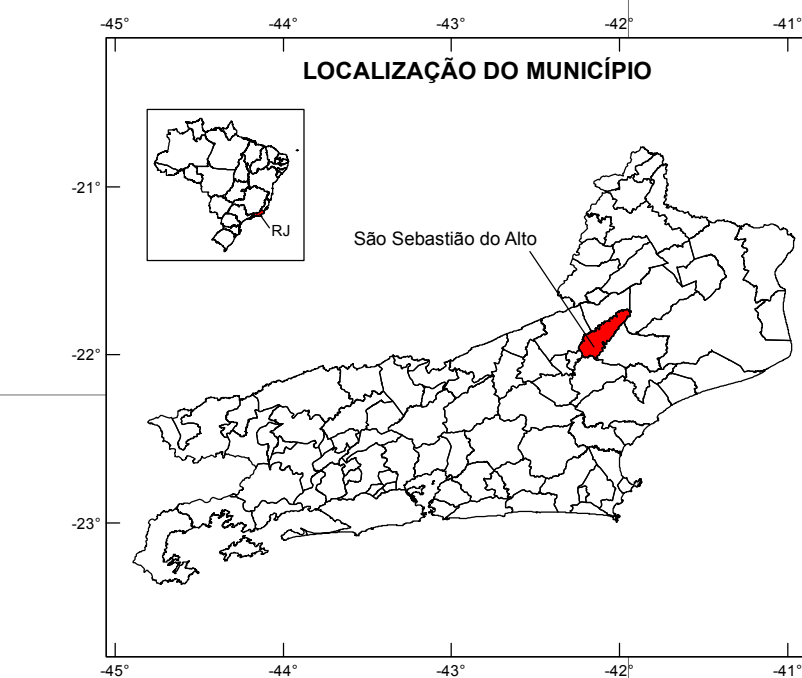 -45° -44° -43° -42° -41°
LOCALIZAÇÃO DO MUNICÍPIO
-21°
RJ
São Sebastião do Alto
-22°
-23°
-45° -44° -43° -42° -41°